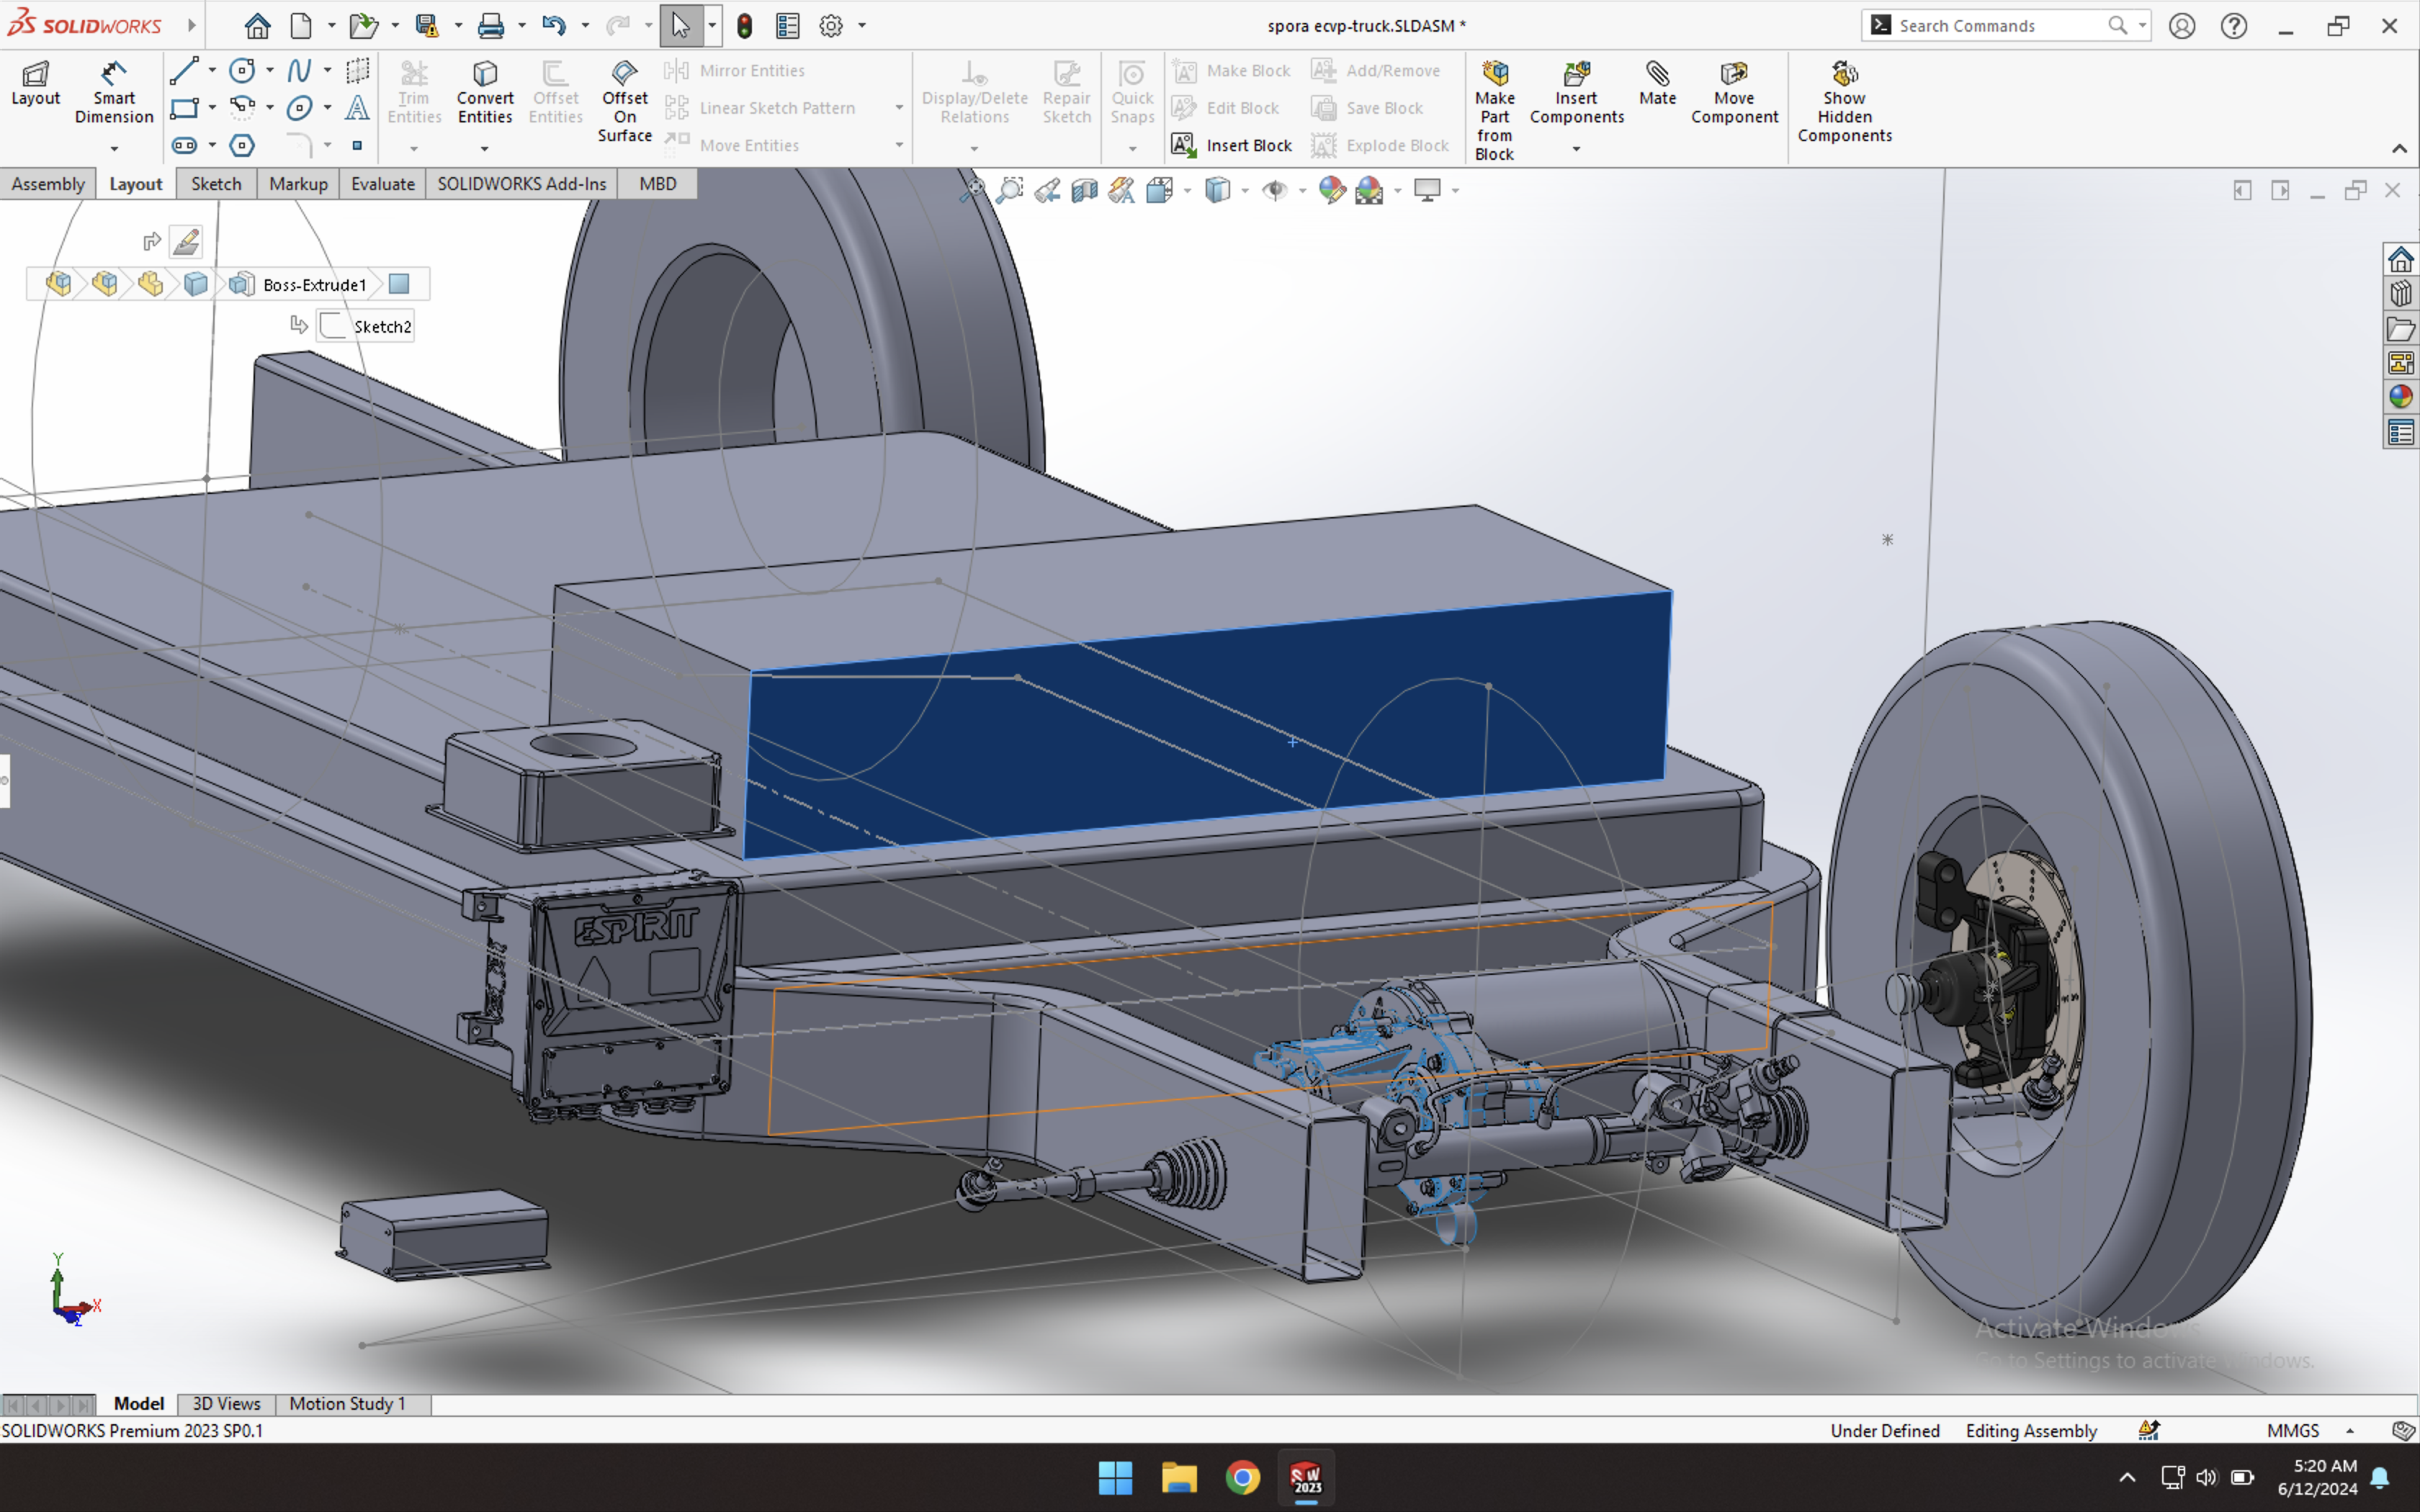 SOLIDWORKS
spora ecvp-truck.SLDASM *
Search Commands
Layout
Smart Dimension
Trim Entities
Convert Entities
Offset Entities
Offset On Surface
Mirror Entities
Linear Sketch Pattern
Move Entities
Display/Delete Relations
Repair Sketch
Quick Snaps
Make Block
Edit Block
Insert Block
Add/Remove
Save Block
Explode Block
Make Part from Block
Insert Components
Mate
Move Component
Show Hidden Components
Assembly
Layout
Sketch
Markup
Evaluate
SOLIDWORKS Add-Ins
MBD
Boss-Extrude1
Sketch2
ESPIRIT
Y
X
Z
Activate Windows
Go to Settings to activate Windows.
Model
3D Views
Motion Study 1
SOLIDWORKS Premium 2023 SP0.1
Under Defined
Editing Assembly
MMGS
SW
2023
5:20 AM
6/12/2024